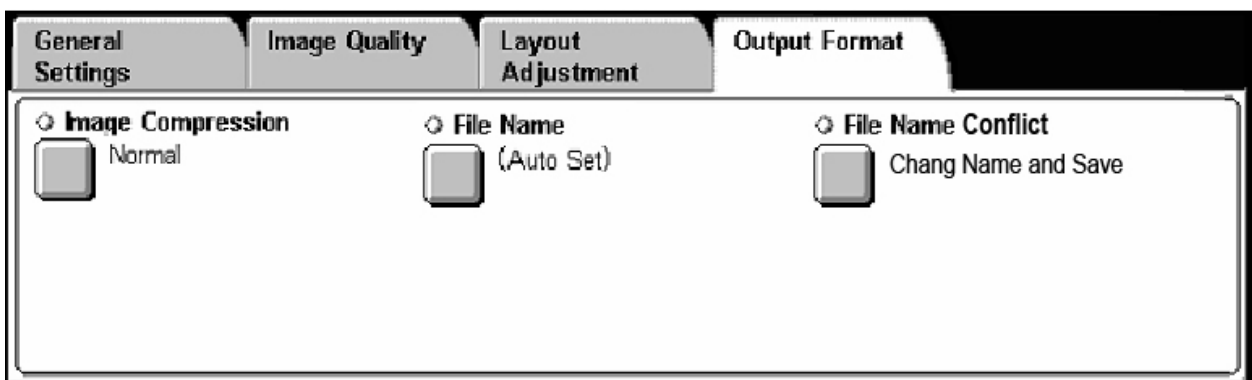 General
Settings
Image Quality
Layout
Adjustment
Output Format
Image Compression
Normal
File Name
(Auto Set)
File Name Conflict
Chang Name and Save